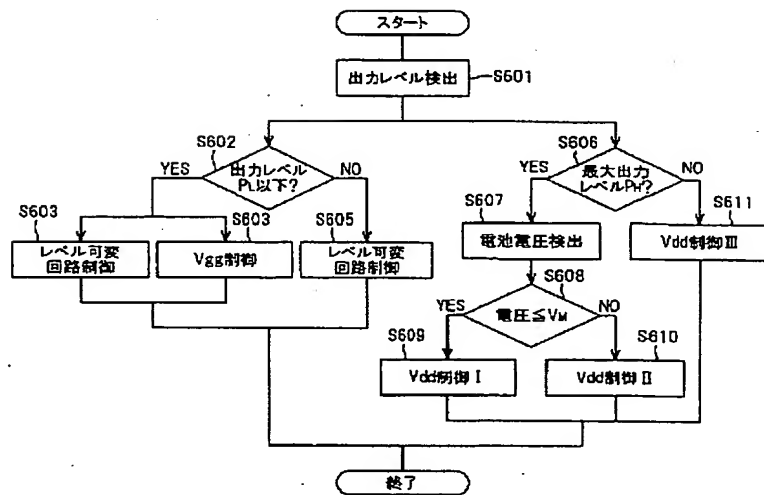 スタート
出力レベル検出
S601
S602
出力レベル
PL以下?
YES
NO
S606
最大出力
レベルPH?
YES
NO
S603
レベル可変
回路制御
S603
Vgg制御
S605
レベル可変
回路制御
S607
電池電圧検出
S611
Vdd制御Ⅲ
S608
電圧≦VM
YES
NO
S609
Vdd制御Ⅰ
S610
Vdd制御Ⅱ
終了